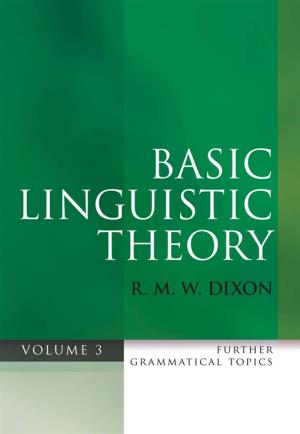 BASIC
LINGUISTIC
THEORY
R. M. W. DIXON
VOLUME 3
FURTHER
GRAMMATICAL TOPICS